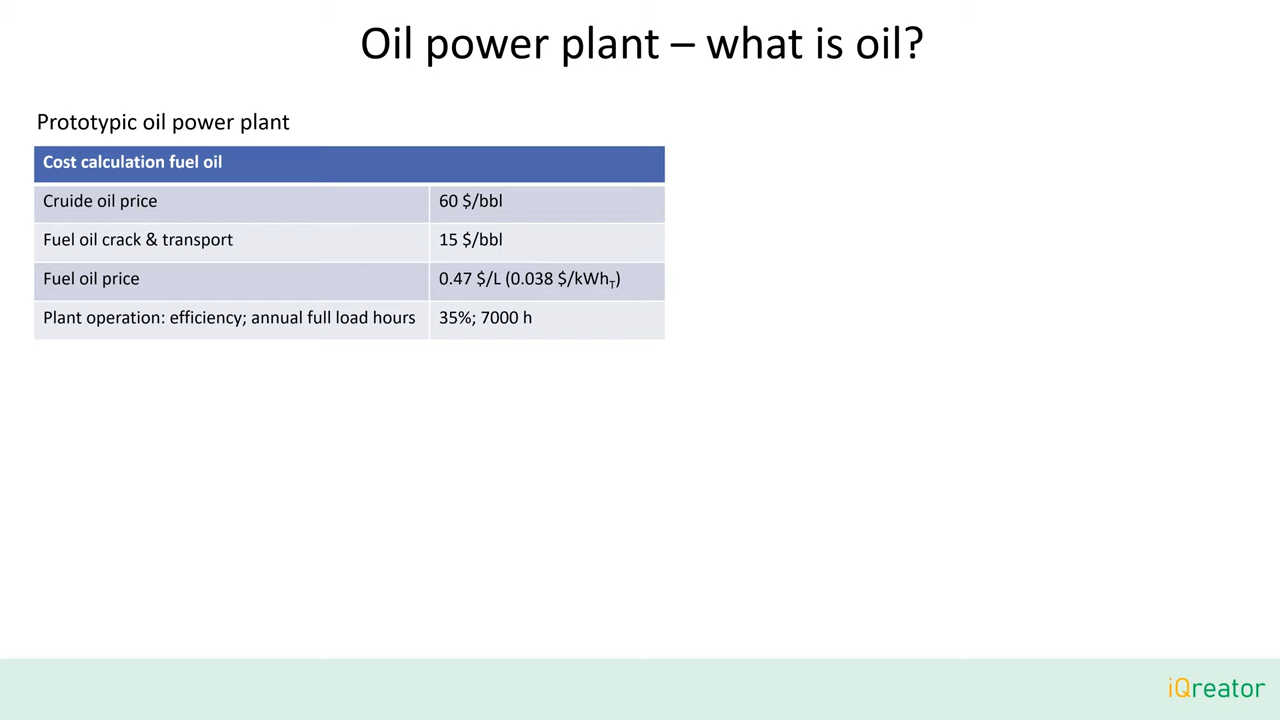 Oil power plant – what is oil?
Prototypic oil power plant
Cost calculation fuel oil
Cruide oil price 60 $/bbl
Fuel oil crack & transport 15 $/bbl
Fuel oil price 0.47 $/L (0.038 $/kWhT)
Plant operation: efficiency; annual full load hours 35%; 7000 h
iQreator